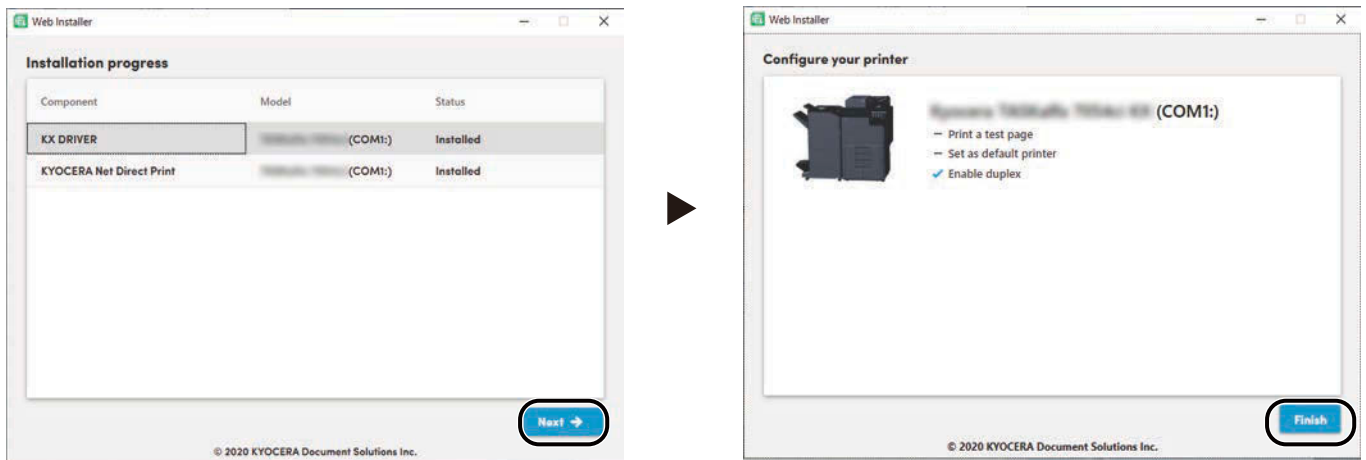 Web Installer
Installation progress
Component Model Status
KX DRIVER (COM1:) Installed
KYOCERA Net Direct Print (COM1:) Installed
Next
© 2020 KYOCERA Document Solutions Inc.
Web Installer
Configure your printer
(COM1:)
Print a test page
Set as default printer
Enable duplex
Finish
© 2020 KYOCERA Document Solutions Inc.